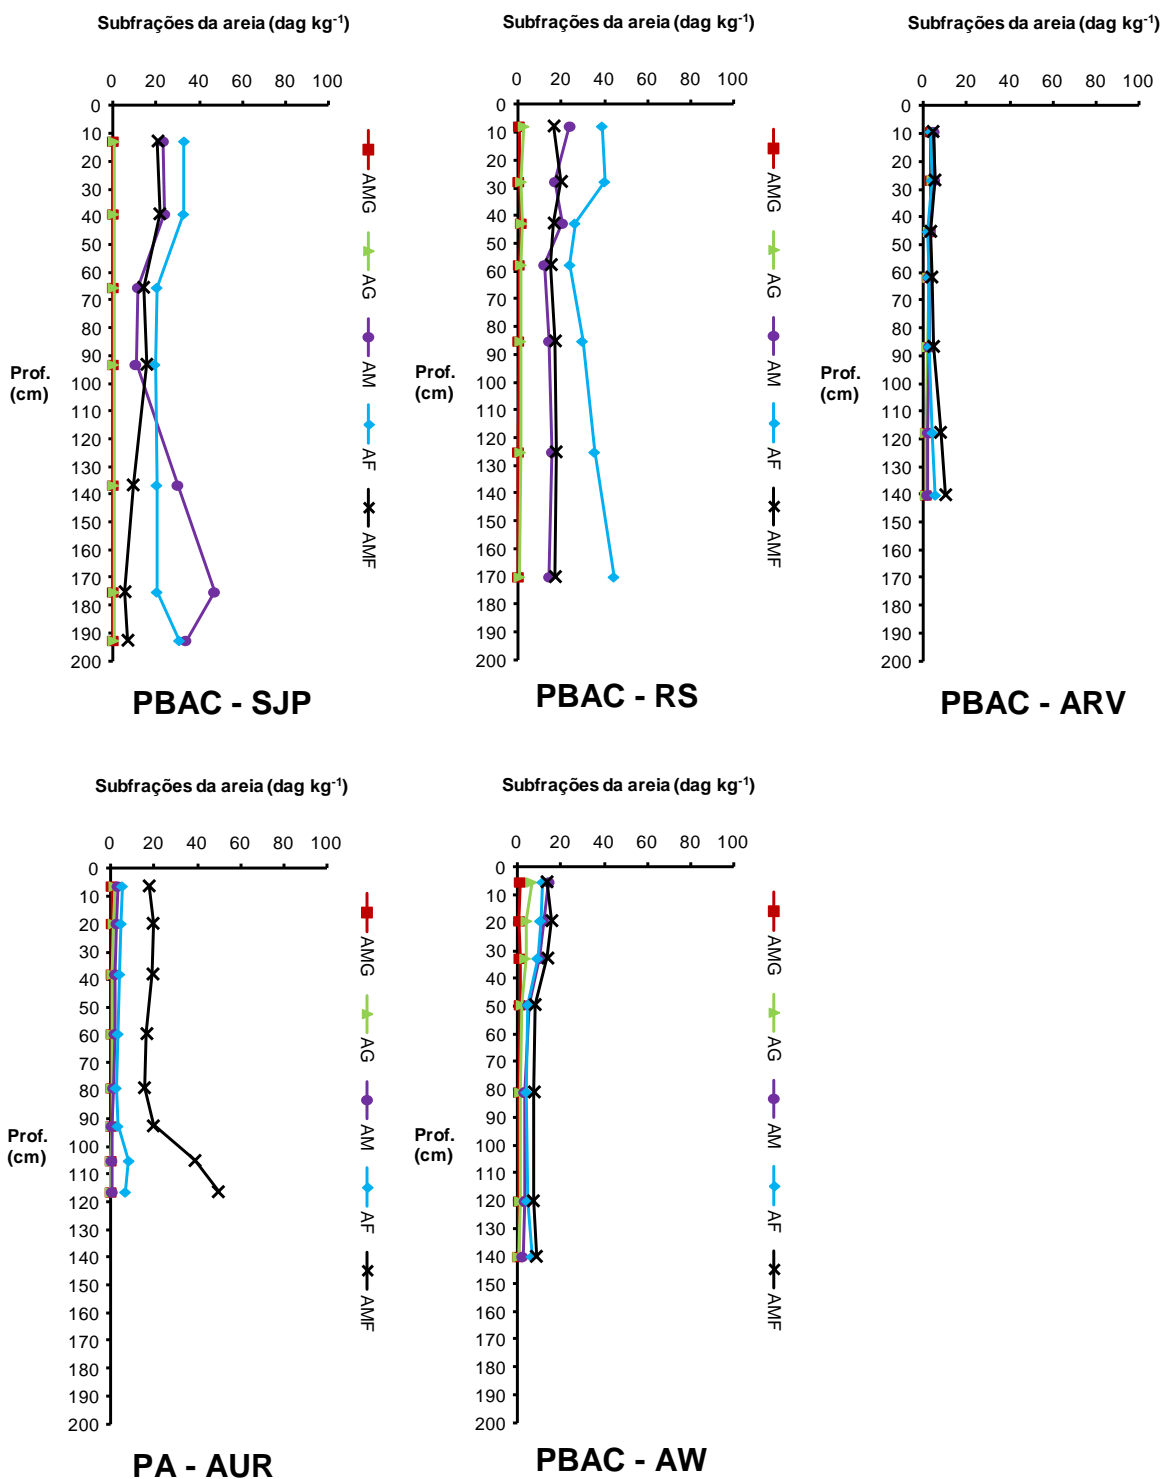 Subfrações da areia (dag kg-1)
0 20 40 60 80 100
0
10
20
30
40
50
60
70
80
90
100
110
120
130
140
150
160
170
180
190
200
Prof.
(cm)
AMG
AG
AM
AF
AMF
PBAC - SJP
Subfrações da areia (dag kg-1)
0 20 40 60 80 100
0
10
20
30
40
50
60
70
80
90
100
110
120
130
140
150
160
170
180
190
200
Prof.
(cm)
AMG
AG
AM
AF
AMF
PBAC - RS
Subfrações da areia (dag kg-1)
0 20 40 60 80 100
0
10
20
30
40
50
60
70
80
90
100
110
120
130
140
150
160
170
180
190
200
Prof.
(cm)
PBAC - ARV
Subfrações da areia (dag kg-1)
0 20 40 60 80 100
0
10
20
30
40
50
60
70
80
90
100
110
120
130
140
150
160
170
180
190
200
Prof.
(cm)
AMG
AG
AM
AF
AMF
PA - AUR
Subfrações da areia (dag kg-1)
0 20 40 60 80 100
0
10
20
30
40
50
60
70
80
90
100
110
120
130
140
150
160
170
180
190
200
Prof.
(cm)
AMG
AG
AM
AF
AMF
PBAC - AW